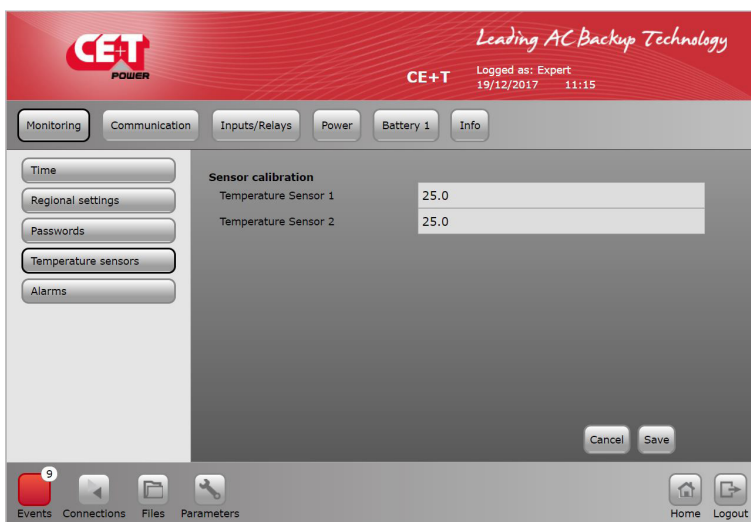 CE+T
POWER
Leading AC Backup Technology
CE+T
Logged as: Expert
19/12/2017 11:15
Monitoring Communication Inputs/Relays Power Battery 1 Info
Time
Regional settings
Passwords
Temperature sensors
Alarms
Sensor calibration
Temperature Sensor 1 25.0
Temperature Sensor 2 25.0
Cancel Save
9
Events Connections Files Parameters Home Logout